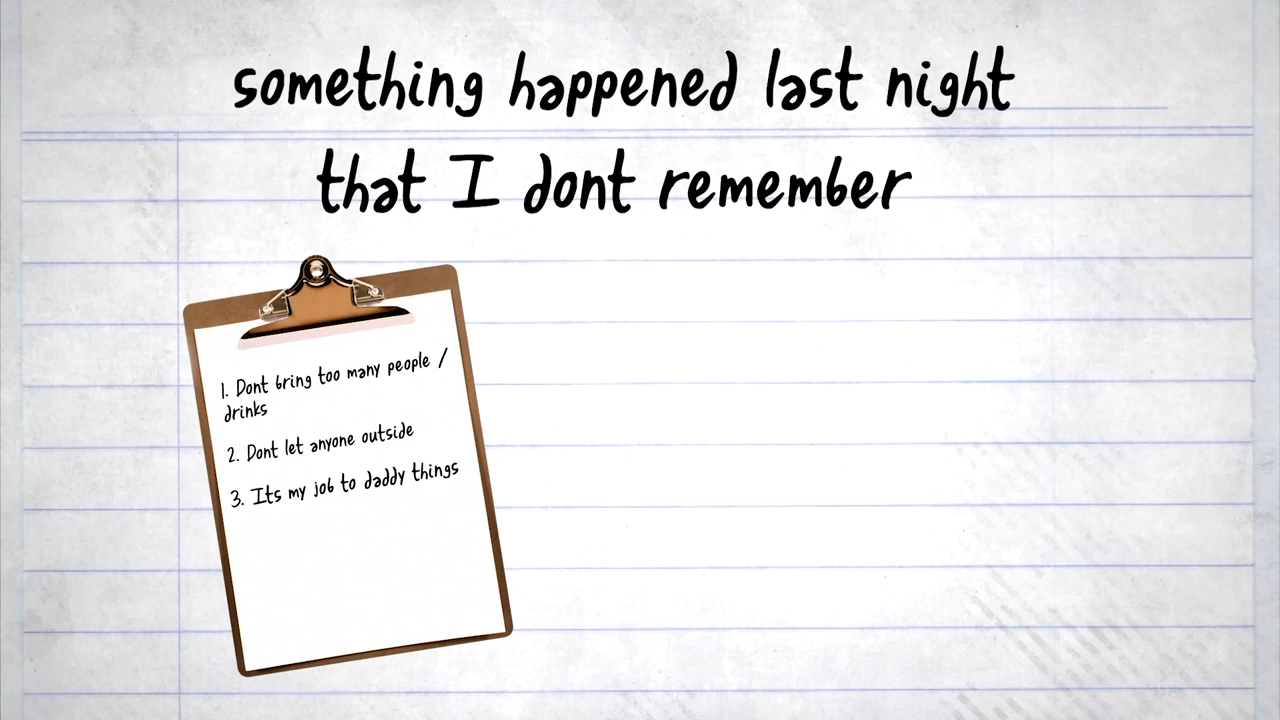 something happened last night
that I dont remember
1. Dont bring too many people /
drinks
2. Dont let anyone outside
3. Its my job to daddy things